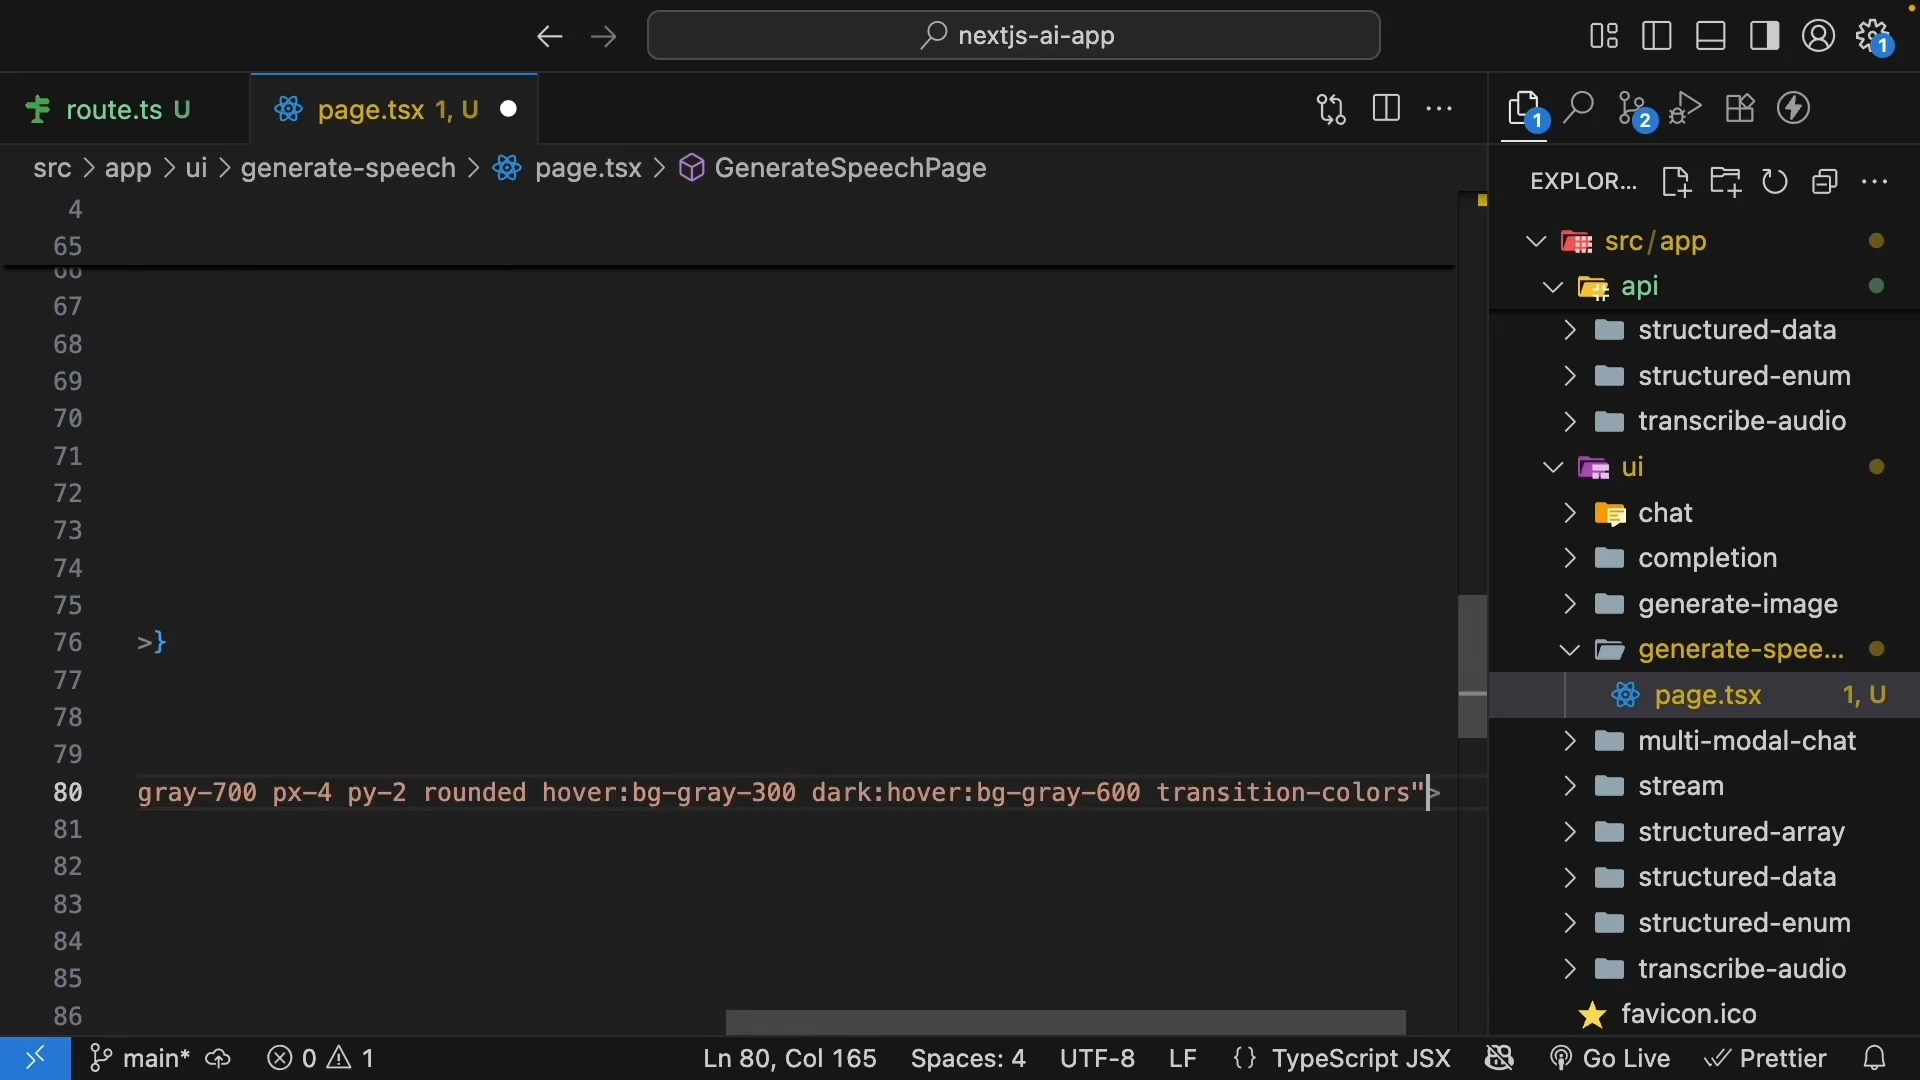 nextjs-ai-app
1
route.ts U
page.tsx 1, U
1
2
src > app > ui > generate-speech > page.tsx > GenerateSpeechPage
EXPLOR...
4
65
66
67
68
69
70
71
72
73
74
75
76 >}
77
78
79
80 gray-700 px-4 py-2 rounded hover:bg-gray-300 dark:hover:bg-gray-600 transition-colors">
81
82
83
84
85
86
src/app
api
structured-data
structured-enum
transcribe-audio
ui
chat
completion
generate-image
generate-spee...
page.tsx 1, U
multi-modal-chat
stream
structured-array
structured-data
structured-enum
transcribe-audio
favicon.ico
main* 0 1 Ln 80, Col 165 Spaces: 4 UTF-8 LF {} TypeScript JSX Go Live Prettier